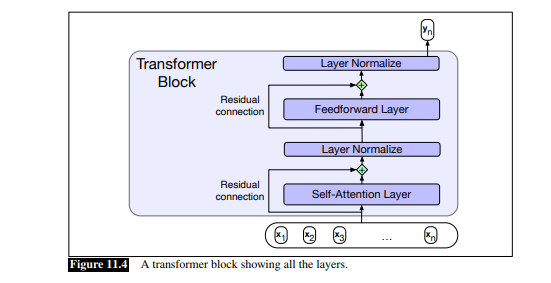 yn
Transformer
Block
Layer Normalize
+
Residual
connection
Feedforward Layer
Layer Normalize
+
Residual
connection
Self-Attention Layer
x1 x2 x3 ... xn
Figure 11.4 A transformer block showing all the layers.